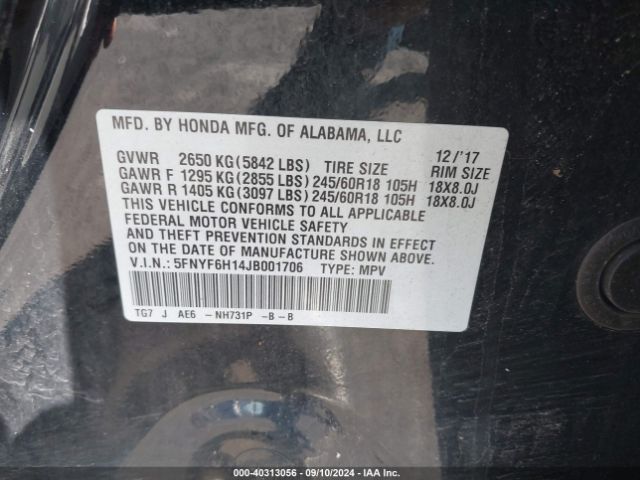 MFD. BY HONDA MFG. OF ALABAMA, LLC
12/'17
GVWR 2650 KG(5842 LBS) TIRE SIZE RIM SIZE
GAWR F 1295 KG(2855 LBS) 245/60R18 105H 18X8.0J
GAWR R 1405 KG(3097 LBS) 245/60R18 105H 18X8.0J
THIS VEHICLE CONFORMS TO ALL APPLICABLE
FEDERAL MOTOR VEHICLE SAFETY
AND THEFT PREVENTION STANDARDS IN EFFECT
ON THE DATE OF MANUFACTURE SHOWN ABOVE.
V.I.N.: 5FNYF6H14JB001706 TYPE: MPV
TG7 J AE6 -NH731P -B-B
000-40313056 - 09/10/2024 - IAA Inc.